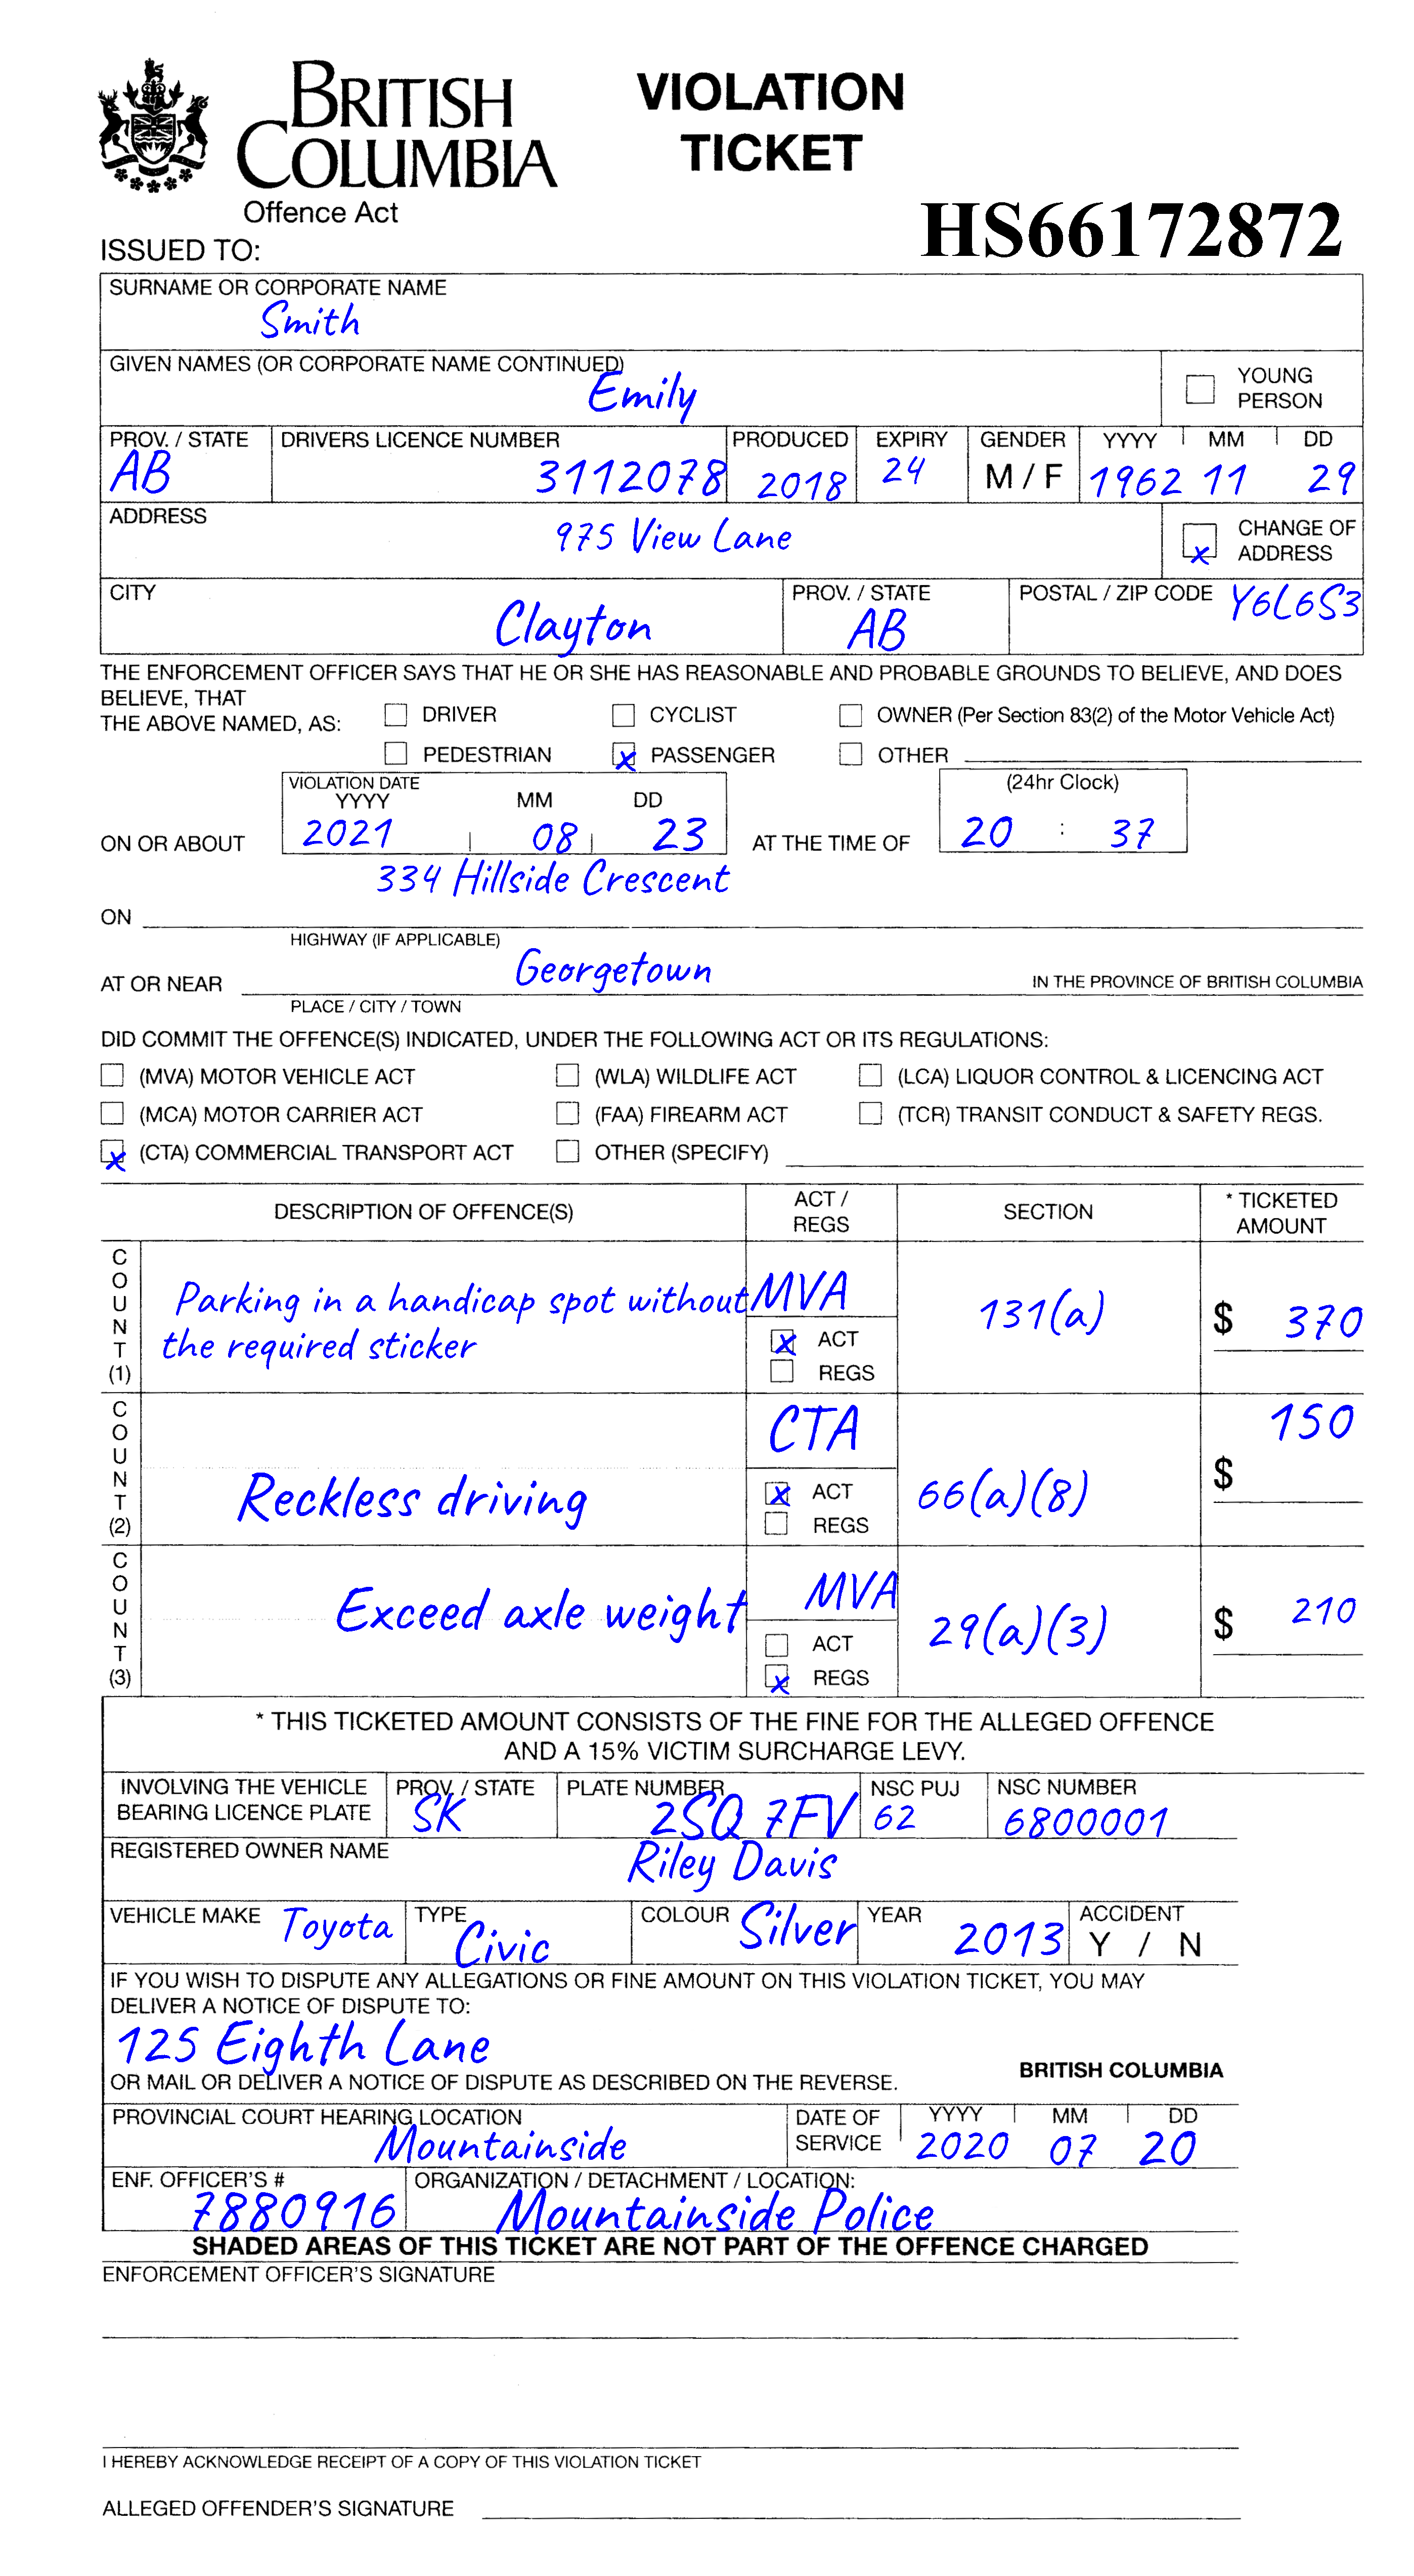 BRITISH COLUMBIA
Offence Act
VIOLATION TICKET
HS66172872
ISSUED TO:
SURNAME OR CORPORATE NAME
Smith
GIVEN NAMES (OR CORPORATE NAME CONTINUED)
Emily
YOUNG PERSON
PROV. / STATE DRIVERS LICENCE NUMBER PRODUCED EXPIRY GENDER YYYY MM DD
AB 3112078 2018 24 M / F 1962 11 29
ADDRESS
975 View Lane
CHANGE OF ADDRESS
x
CITY PROV. / STATE POSTAL / ZIP CODE
Clayton AB Y6L6S3
THE ENFORCEMENT OFFICER SAYS THAT HE OR SHE HAS REASONABLE AND PROBABLE GROUNDS TO BELIEVE, AND DOES
BELIEVE, THAT
THE ABOVE NAMED, AS: DRIVER CYCLIST OWNER (Per Section 83(2) of the Motor Vehicle Act)
PEDESTRIAN x PASSENGER OTHER
VIOLATION DATE
YYYY MM DD (24hr Clock)
ON OR ABOUT 2021 08 23 AT THE TIME OF 20 : 37
334 Hillside Crescent
ON
HIGHWAY (IF APPLICABLE)
AT OR NEAR Georgetown IN THE PROVINCE OF BRITISH COLUMBIA
PLACE / CITY / TOWN
DID COMMIT THE OFFENCE(S) INDICATED, UNDER THE FOLLOWING ACT OR ITS REGULATIONS:
(MVA) MOTOR VEHICLE ACT (WLA) WILDLIFE ACT (LCA) LIQUOR CONTROL & LICENCING ACT
(MCA) MOTOR CARRIER ACT (FAA) FIREARM ACT (TCR) TRANSIT CONDUCT & SAFETY REGS.
x (CTA) COMMERCIAL TRANSPORT ACT OTHER (SPECIFY)
DESCRIPTION OF OFFENCE(S) ACT / REGS SECTION * TICKETED AMOUNT
COUNT (1)
Parking in a handicap spot without
the required sticker
MVA
x ACT
REGS
131(a)
$ 370
COUNT (2)
Reckless driving
CTA
x ACT
REGS
66(a)(8)
$ 150
COUNT (3)
Exceed axle weight
MVA
ACT
x REGS
29(a)(3)
$ 210
* THIS TICKETED AMOUNT CONSISTS OF THE FINE FOR THE ALLEGED OFFENCE
AND A 15% VICTIM SURCHARGE LEVY.
INVOLVING THE VEHICLE BEARING LICENCE PLATE
PROV. / STATE PLATE NUMBER NSC PUJ NSC NUMBER
SK 2SQ 7FV 62 6800001
REGISTERED OWNER NAME
Riley Davis
VEHICLE MAKE Toyota TYPE Civic COLOUR Silver YEAR 2013 ACCIDENT Y / N
IF YOU WISH TO DISPUTE ANY ALLEGATIONS OR FINE AMOUNT ON THIS VIOLATION TICKET, YOU MAY
DELIVER A NOTICE OF DISPUTE TO:
125 Eighth Lane
BRITISH COLUMBIA
OR MAIL OR DELIVER A NOTICE OF DISPUTE AS DESCRIBED ON THE REVERSE.
PROVINCIAL COURT HEARING LOCATION DATE OF SERVICE YYYY MM DD
Mountainside 2020 07 20
ENF. OFFICER'S # ORGANIZATION / DETACHMENT / LOCATION:
7880916 Mountainside Police
SHADED AREAS OF THIS TICKET ARE NOT PART OF THE OFFENCE CHARGED
ENFORCEMENT OFFICER'S SIGNATURE
I HEREBY ACKNOWLEDGE RECEIPT OF A COPY OF THIS VIOLATION TICKET
ALLEGED OFFENDER'S SIGNATURE